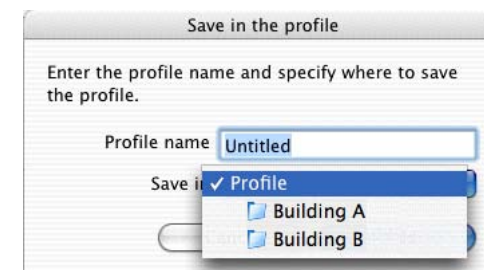 Save in the profile
Enter the profile name and specify where to save
the profile.
Profile name Untitled
Save in ✓ Profile
Building A
Building B